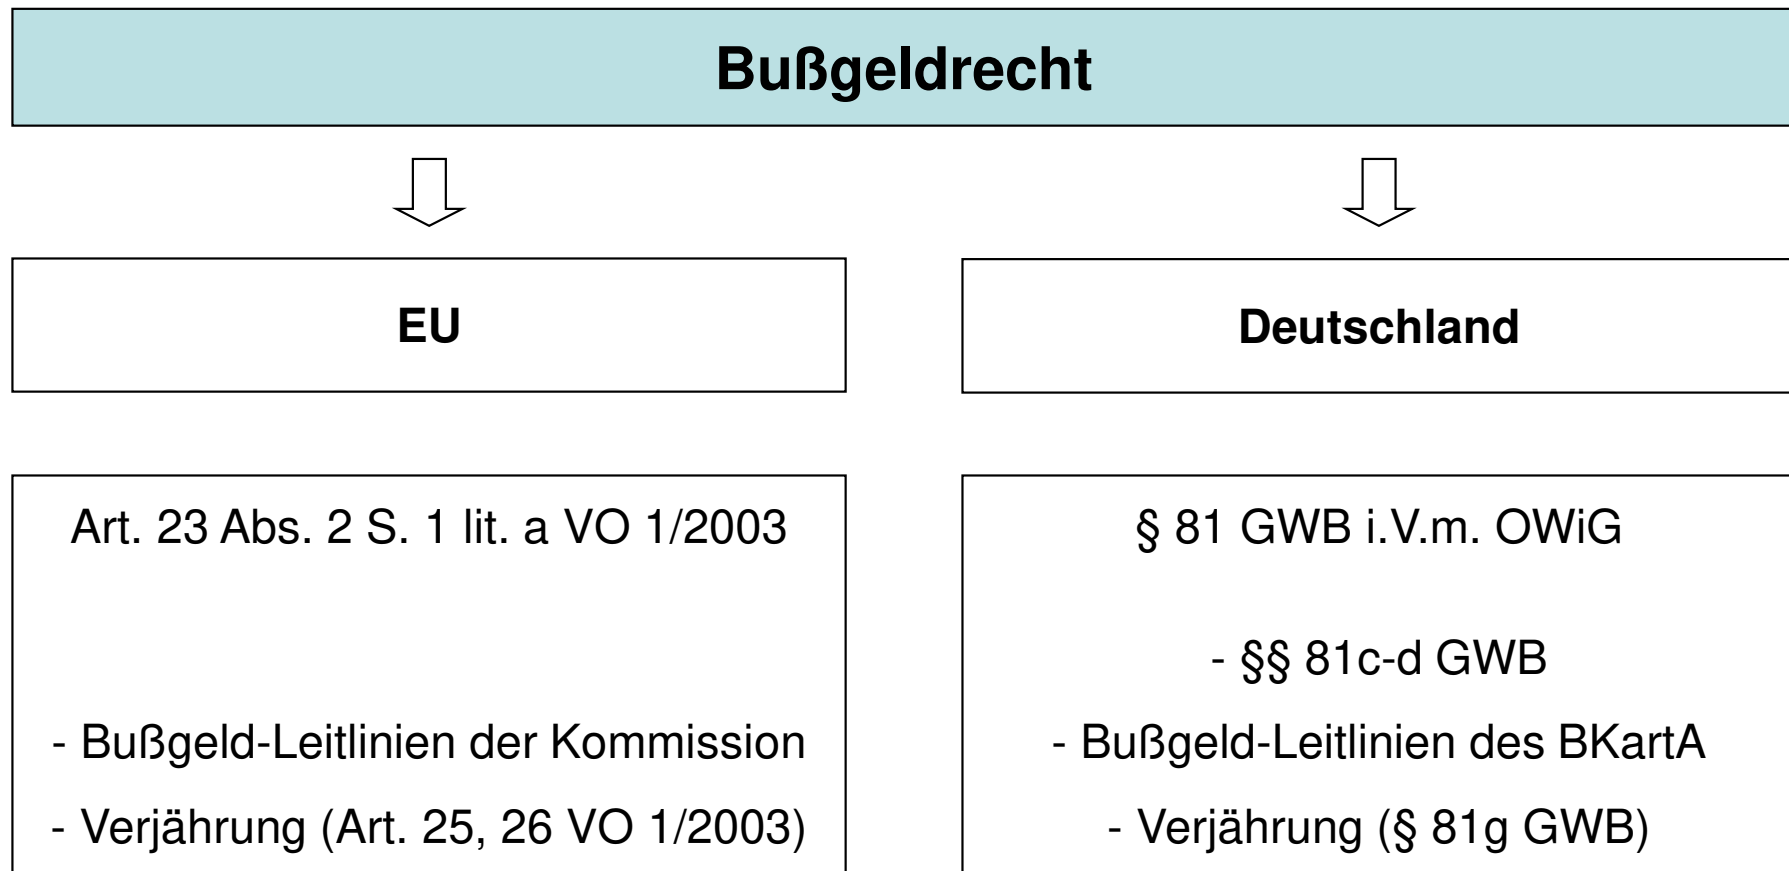 Bußgeldrecht
EU
Deutschland
Art. 23 Abs. 2 S. 1 lit. a VO 1/2003
- Bußgeld-Leitlinien der Kommission
- Verjährung (Art. 25, 26 VO 1/2003)
§ 81 GWB i.V.m. OWiG
- §§ 81c-d GWB
- Bußgeld-Leitlinien des BKartA
- Verjährung (§ 81g GWB)